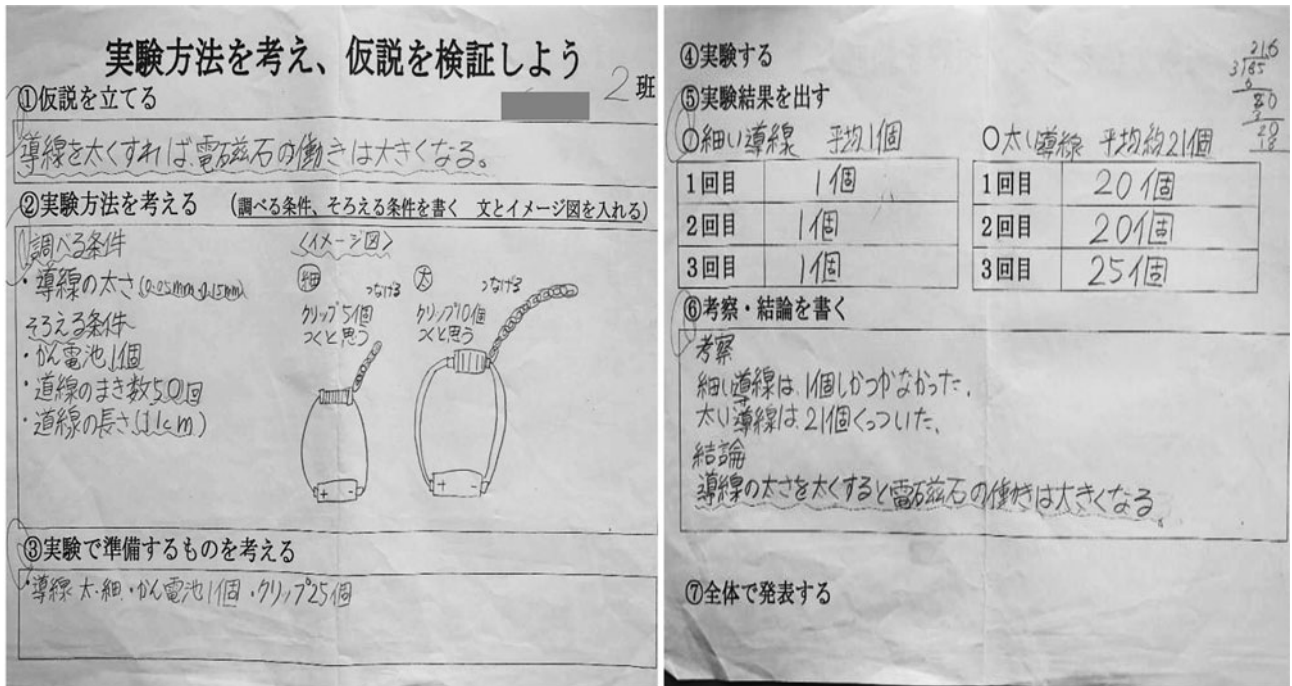 実験方法を考え、仮説を検証しよう
2班
①仮説を立てる
導線を太くすれば電磁石の働きは大きくなる。
②実験方法を考える (調べる条件、そろえる条件を書く 文とイメージ図を入れる)
調べる条件
・導線の太さ(0.25mm,0.15mm)
そろえる条件
・かん電池1個
・道線のまき数50回
・道線の長さ(11cm)
<イメージ図>
細 つなげる
クリップ5個
つくと思う
太 つなげる
クリップ10個
つくと思う
+ -
+ -
③実験で準備するものを考える
・導線 太・細・かん電池1個・クリップ25個
④実験する
⑤実験結果を出す
○細い導線 平均1個
1回目 1個
2回目 1個
3回目 1個
○太い導線 平均約21個
1回目 20個
2回目 20個
3回目 25個
21.6
3)65
6
20
18
⑥考察・結論を書く
考察
細い導線は、1個しかつかなかった。
太い導線は、21個くっついた。
結論
導線の太さを太くすると電磁石の働きは大きくなる。
⑦全体で発表する